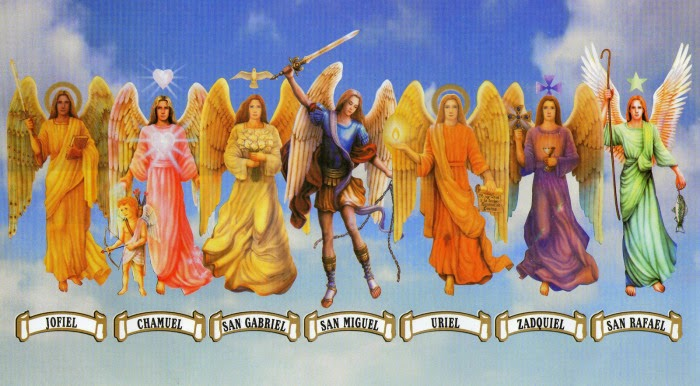 JOFIEL
CHAMUEL
SAN GABRIEL
SAN MIGUEL
URIEL
ZADQUIEL
SAN RAFAEL